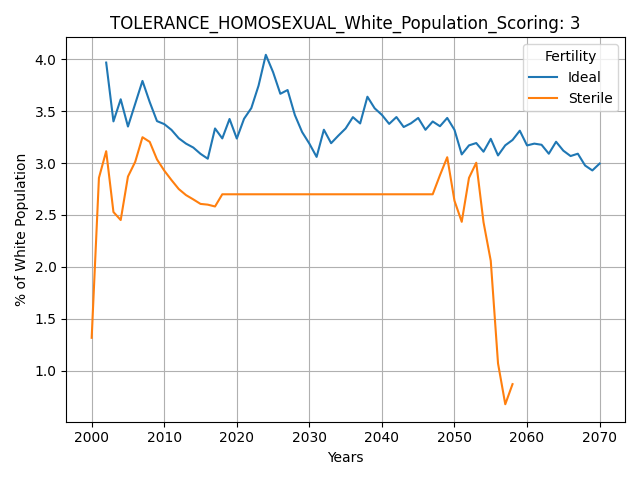 TOLERANCE_HOMOSEXUAL_White_Population_Scoring: 3
Fertility
Ideal
Sterile
% of White Population
4.0
3.5
3.0
2.5
2.0
1.5
1.0
2000 2010 2020 2030 2040 2050 2060 2070
Years